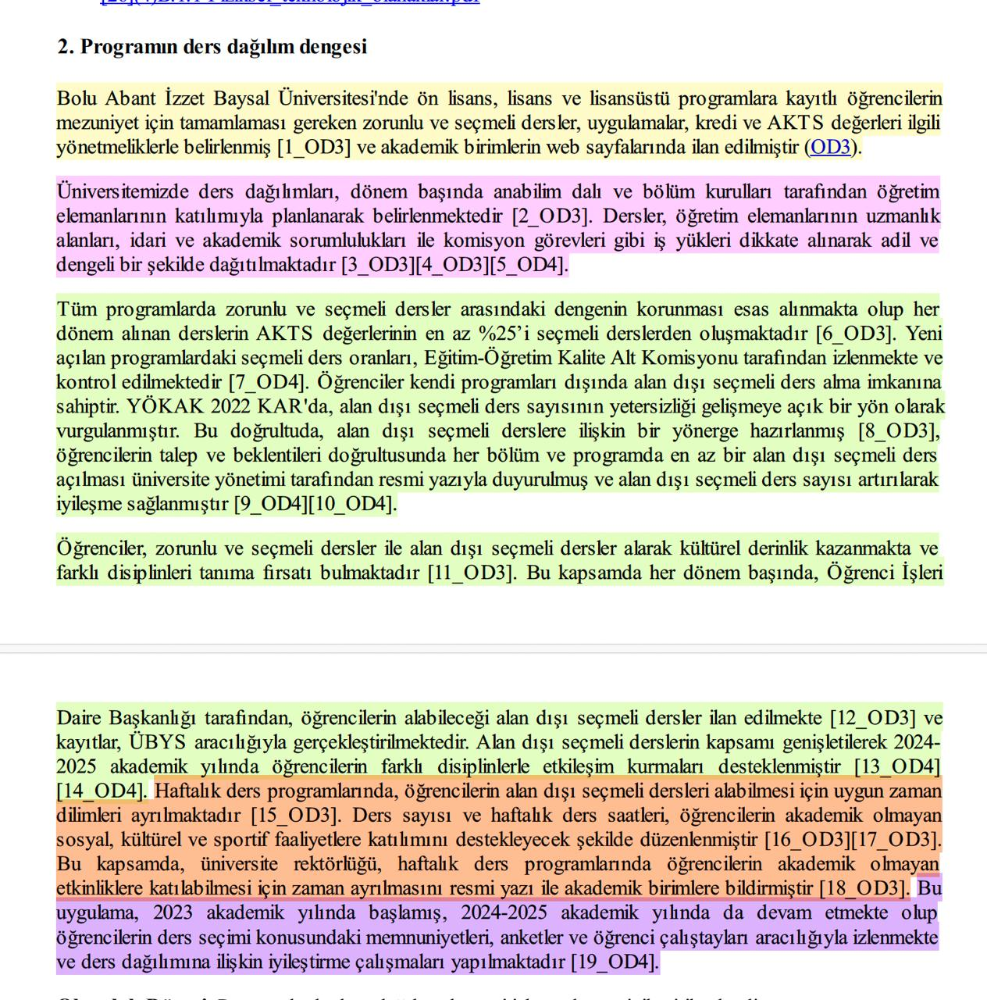 2. Programın ders dağılım dengesi
Bolu Abant İzzet Baysal Üniversitesi'nde ön lisans, lisans ve lisansüstü programlara kayıtlı öğrencilerin
mezuniyet için tamamlaması gereken zorunlu ve seçmeli dersler, uygulamalar, kredi ve AKTS değerleri ilgili
yönetmeliklerle belirlenmiş [1_OD3] ve akademik birimlerin web sayfalarında ilan edilmiştir (OD3).
Üniversitemizde ders dağılımları, dönem başında anabilim dalı ve bölüm kurulları tarafından öğretim
elemanlarının katılımıyla planlanarak belirlenmektedir [2_OD3]. Dersler, öğretim elemanlarının uzmanlık
alanları, idari ve akademik sorumlulukları ile komisyon görevleri gibi iş yükleri dikkate alınarak adil ve
dengeli bir şekilde dağıtılmaktadır [3_OD3][4_OD3][5_OD4].
Tüm programlarda zorunlu ve seçmeli dersler arasındaki dengenin korunması esas alınmakta olup her
dönem alınan derslerin AKTS değerlerinin en az %25’i seçmeli derslerden oluşmaktadır [6_OD3]. Yeni
açılan programlardaki seçmeli ders oranları, Eğitim-Öğretim Kalite Alt Komisyonu tarafından izlenmekte ve
kontrol edilmektedir [7_OD4]. Öğrenciler kendi programları dışında alan dışı seçmeli ders alma imkanına
sahiptir. YÖKAK 2022 KAR'da, alan dışı seçmeli ders sayısının yetersizliği gelişmeye açık bir yön olarak
vurgulanmıştır. Bu doğrultuda, alan dışı seçmeli derslere ilişkin bir yönerge hazırlanmış [8_OD3],
öğrencilerin talep ve beklentileri doğrultusunda her bölüm ve programda en az bir alan dışı seçmeli ders
açılması üniversite yönetimi tarafından resmi yazıyla duyurulmuş ve alan dışı seçmeli ders sayısı artırılarak
iyileşme sağlanmıştır [9_OD4][10_OD4].
Öğrenciler, zorunlu ve seçmeli dersler ile alan dışı seçmeli dersler alarak kültürel derinlik kazanmakta ve
farklı disiplinleri tanıma fırsatı bulmaktadır [11_OD3]. Bu kapsamda her dönem başında, Öğrenci İşleri
Daire Başkanlığı tarafından, öğrencilerin alabileceği alan dışı seçmeli dersler ilan edilmekte [12_OD3] ve
kayıtlar, ÜBYS aracılığıyla gerçekleştirilmektedir. Alan dışı seçmeli derslerin kapsamı genişletilerek 2024-
2025 akademik yılında öğrencilerin farklı disiplinlerle etkileşim kurmaları desteklenmiştir [13_OD4]
[14_OD4]. Haftalık ders programlarında, öğrencilerin alan dışı seçmeli dersleri alabilmesi için uygun zaman
dilimleri ayrılmaktadır [15_OD3]. Ders sayısı ve haftalık ders saatleri, öğrencilerin akademik olmayan
sosyal, kültürel ve sportif faaliyetlere katılımını destekleyecek şekilde düzenlenmiştir [16_OD3][17_OD3].
Bu kapsamda, üniversite rektörlüğü, haftalık ders programlarında öğrencilerin akademik olmayan
etkinliklere katılabilmesi için zaman ayrılmasını resmi yazı ile akademik birimlere bildirmiştir [18_OD3]. Bu
uygulama, 2023 akademik yılında başlamış, 2024-2025 akademik yılında da devam etmekte olup
öğrencilerin ders seçimi konusundaki memnuniyetleri, anketler ve öğrenci çalıştayları aracılığıyla izlenmekte
ve ders dağılımına ilişkin iyileştirme çalışmaları yapılmaktadır [19_OD4].